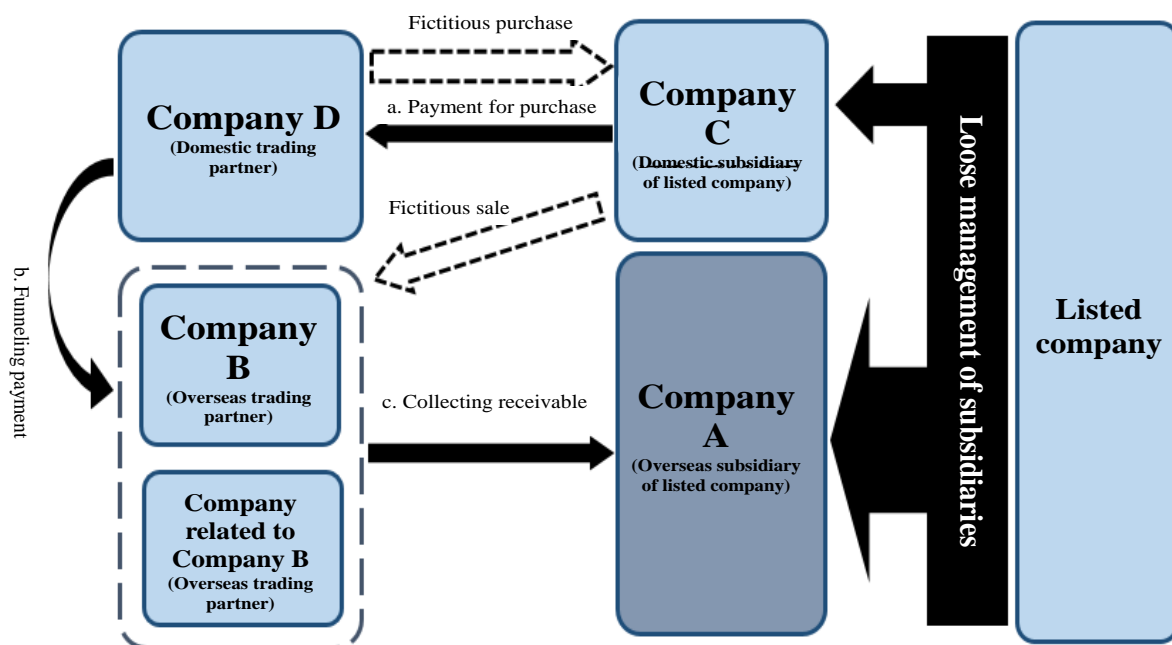 Fictitious purchase
Company D
(Domestic trading
partner)
a. Payment for purchase
Company
C
(Domestic subsidiary
of listed company)
Fictitious sale
b. Funneling payment
Company
B
(Overseas trading
partner)
c. Collecting receivable
Company
A
(Overseas subsidiary
of listed company)
Company
related to
Company B
(Overseas trading
partner)
Loose management of subsidiaries
Listed
company